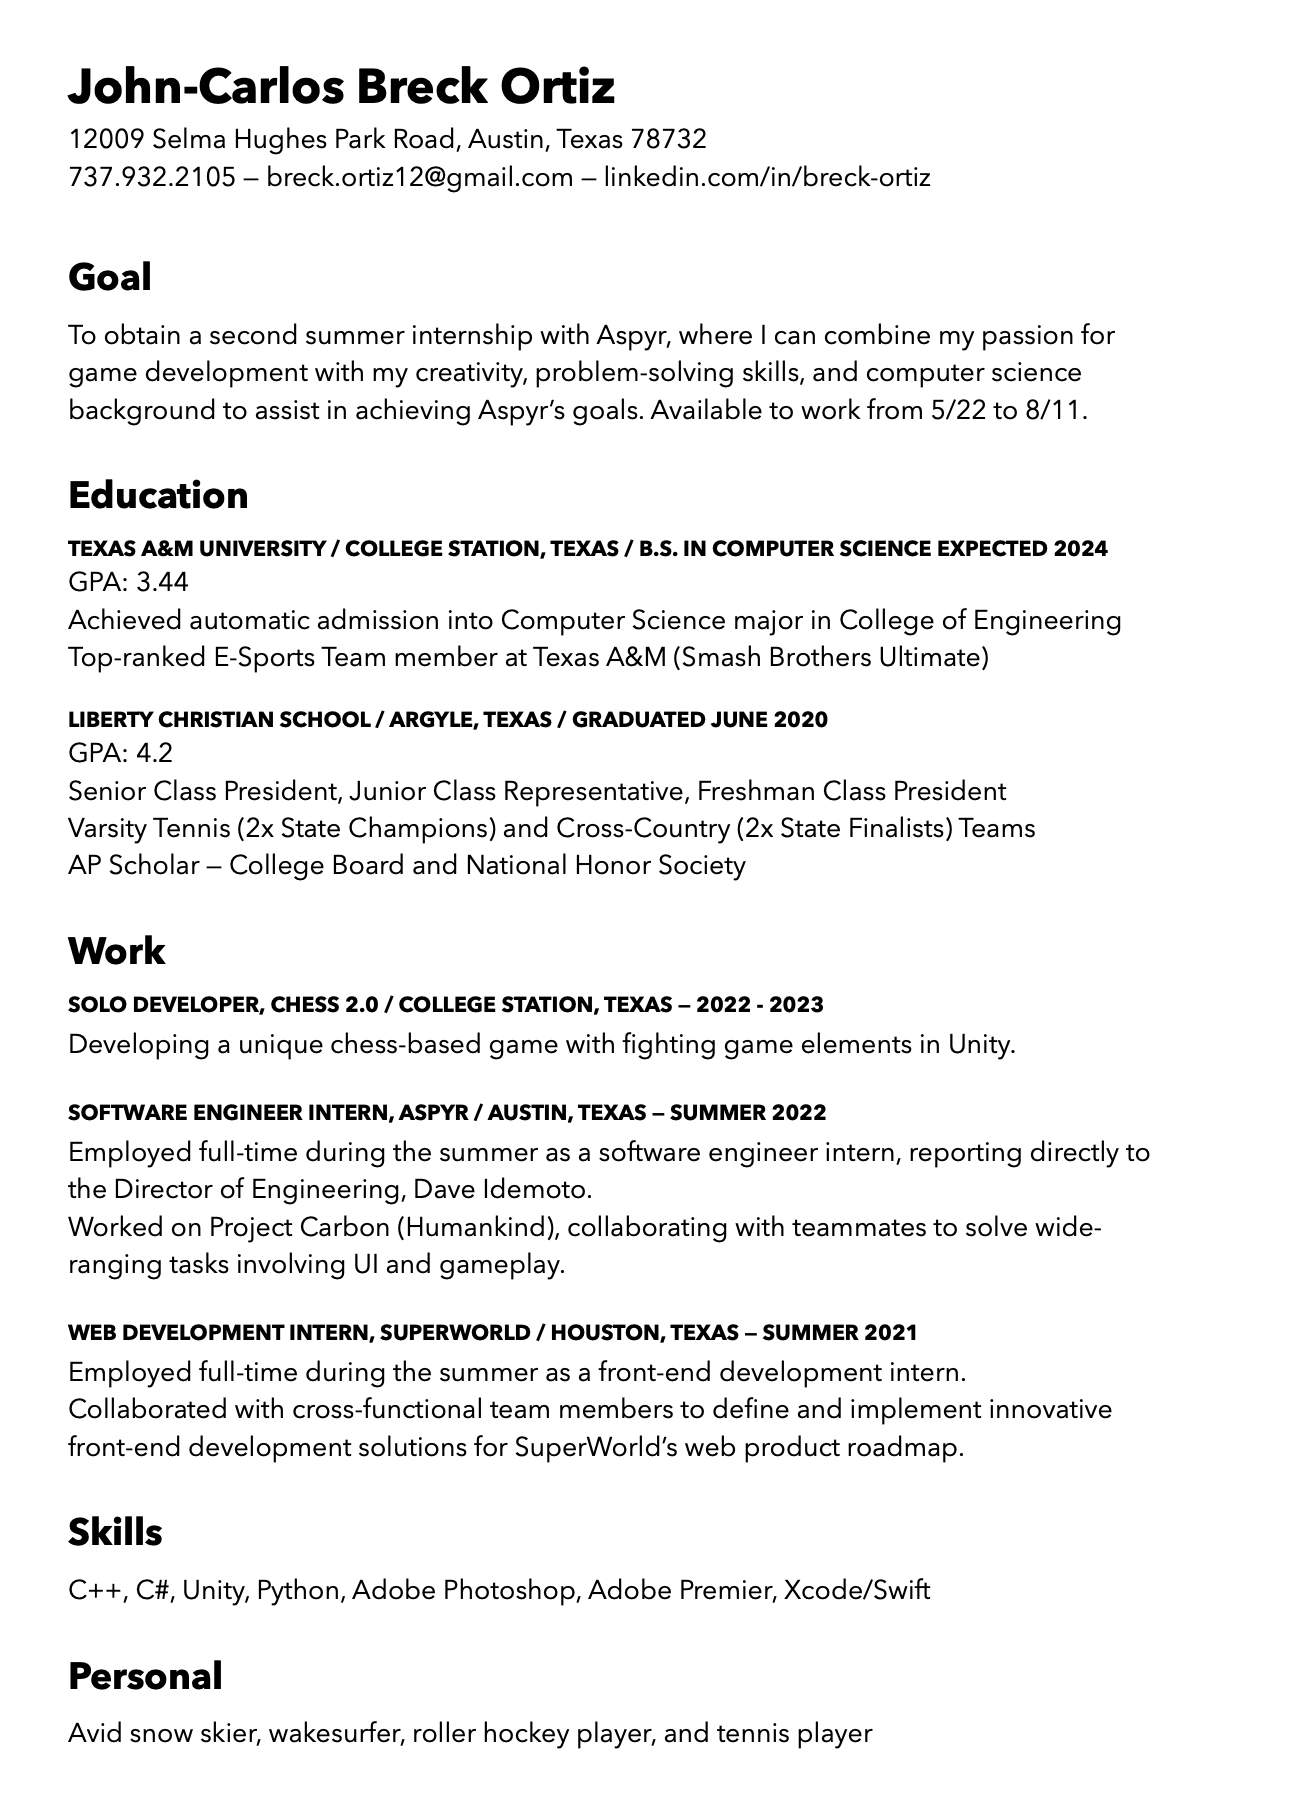 John-Carlos Breck Ortiz
12009 Selma Hughes Park Road, Austin, Texas 78732
737.932.2105 — breck.ortiz12@gmail.com — linkedin.com/in/breck-ortiz
Goal
To obtain a second summer internship with Aspyr, where I can combine my passion for
game development with my creativity, problem-solving skills, and computer science
background to assist in achieving Aspyr’s goals. Available to work from 5/22 to 8/11.
Education
TEXAS A&M UNIVERSITY / COLLEGE STATION, TEXAS / B.S. IN COMPUTER SCIENCE EXPECTED 2024
GPA: 3.44
Achieved automatic admission into Computer Science major in College of Engineering
Top-ranked E-Sports Team member at Texas A&M (Smash Brothers Ultimate)
LIBERTY CHRISTIAN SCHOOL / ARGYLE, TEXAS / GRADUATED JUNE 2020
GPA: 4.2
Senior Class President, Junior Class Representative, Freshman Class President
Varsity Tennis (2x State Champions) and Cross-Country (2x State Finalists) Teams
AP Scholar — College Board and National Honor Society
Work
SOLO DEVELOPER, CHESS 2.0 / COLLEGE STATION, TEXAS — 2022 - 2023
Developing a unique chess-based game with fighting game elements in Unity.
SOFTWARE ENGINEER INTERN, ASPYR / AUSTIN, TEXAS — SUMMER 2022
Employed full-time during the summer as a software engineer intern, reporting directly to
the Director of Engineering, Dave Idemoto.
Worked on Project Carbon (Humankind), collaborating with teammates to solve wide-
ranging tasks involving UI and gameplay.
WEB DEVELOPMENT INTERN, SUPERWORLD / HOUSTON, TEXAS — SUMMER 2021
Employed full-time during the summer as a front-end development intern.
Collaborated with cross-functional team members to define and implement innovative
front-end development solutions for SuperWorld’s web product roadmap.
Skills
C++, C#, Unity, Python, Adobe Photoshop, Adobe Premier, Xcode/Swift
Personal
Avid snow skier, wakesurfer, roller hockey player, and tennis player